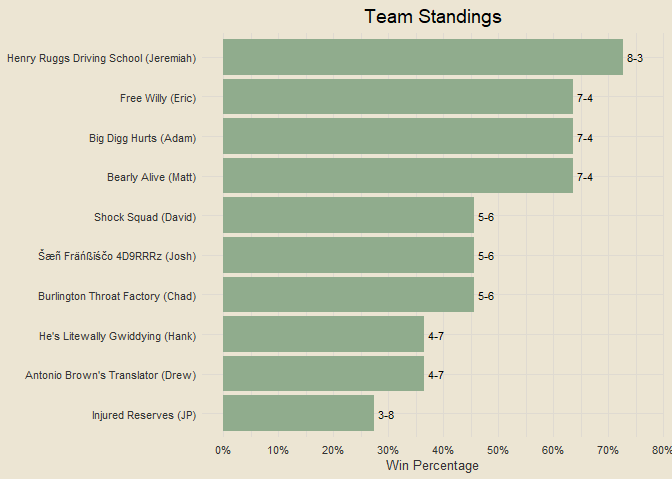 Team Standings
Henry Ruggs Driving School (Jeremiah) 8-3
Free Willy (Eric) 7-4
Big Digg Hurts (Adam) 7-4
Bearly Alive (Matt) 7-4
Shock Squad (David) 5-6
Šæñ Fráńßïśčo 4D9RRRz (Josh) 5-6
Burlington Throat Factory (Chad) 5-6
He's Litewally Gwiddying (Hank) 4-7
Antonio Brown's Translator (Drew) 4-7
Injured Reserves (JP) 3-8
0% 10% 20% 30% 40% 50% 60% 70% 80%
Win Percentage